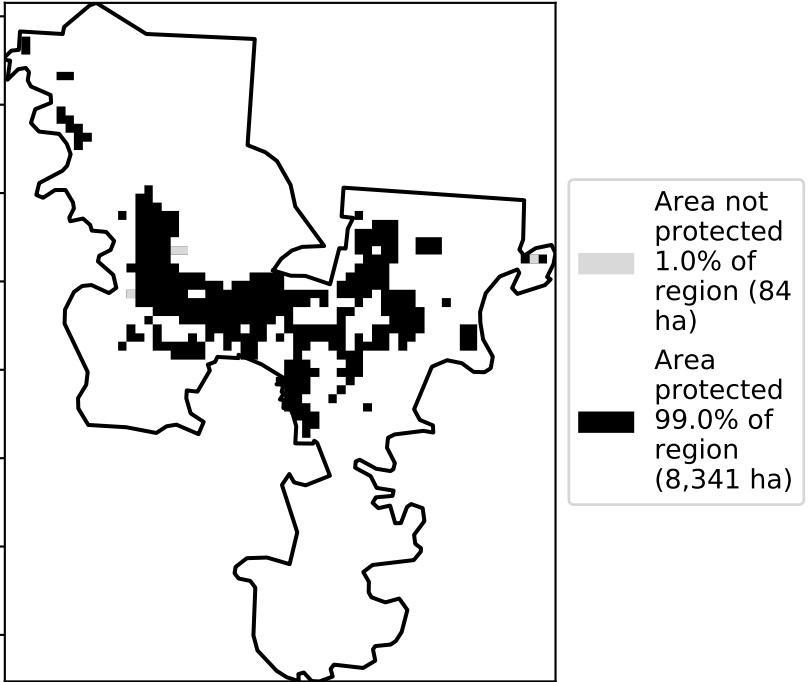 Area not
protected
1.0% of
region (84
ha)
Area
protected
99.0% of
region
(8,341 ha)